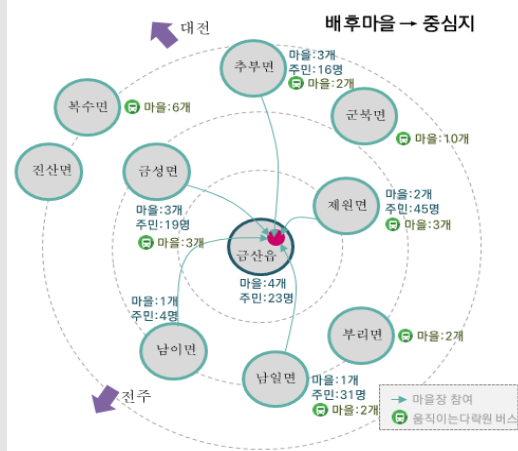 배후마을 → 중심지
대전
추부면
마을:3개
주민:16명
마을:2개
복수면
마을:6개
군북면
마을:10개
진산면
금성면
마을:3개
주민:19명
마을:3개
제원면
마을:2개
주민:45명
마을:3개
금산읍
마을:4개
주민:23명
마을:1개
주민:4명
남이면
부리면
마을:2개
남일면
마을:1개
주민:31명
마을:2개
전주
마을장 참여
움직이는다락원 버스